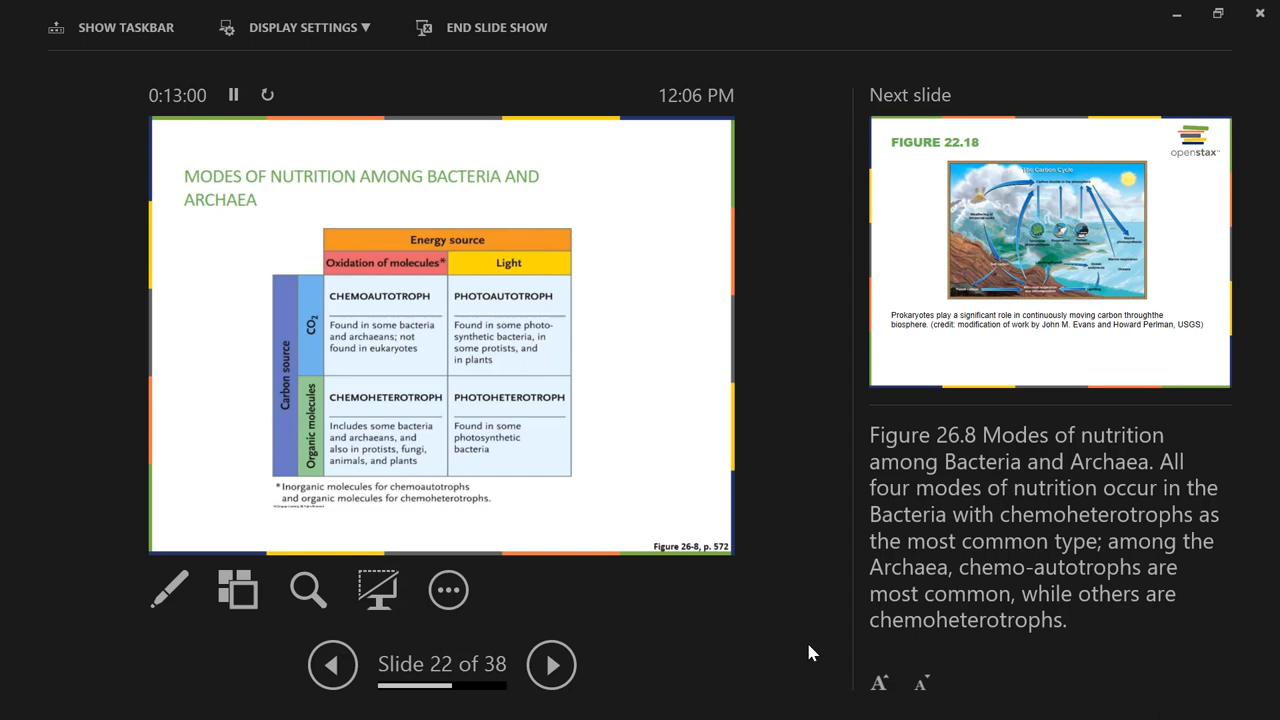 SHOW TASKBAR
DISPLAY SETTINGS ▼
END SLIDE SHOW
0:13:00
12:06 PM
MODES OF NUTRITION AMONG BACTERIA AND
ARCHAEA
Energy source
Oxidation of molecules*
Light
Carbon source
CO₂
CHEMOAUTOTROPH
Found in some bacteria
and archaeans; not
found in eukaryotes
PHOTOAUTOTROPH
Found in some photo-
synthetic bacteria, in
some protists, and
in plants
Organic molecules
CHEMOHETEROTROPH
Includes some bacteria
and archaeans, and
also in protists, fungi,
animals, and plants
PHOTOHETEROTROPH
Found in some
photosynthetic
bacteria
* Inorganic molecules for chemoautotrophs
and organic molecules for chemoheterotrophs.
Figure 26-8, p. 572
Slide 22 of 38
Next slide
FIGURE 22.18
openstax™
The Carbon Cycle
Carbon dioxide in the atmosphere
Prokaryotes play a significant role in continuously moving carbon throughthe
biosphere. (credit: modification of work by John M. Evans and Howard Perlman, USGS)
Figure 26.8 Modes of nutrition
among Bacteria and Archaea. All
four modes of nutrition occur in the
Bacteria with chemoheterotrophs as
the most common type; among the
Archaea, chemo-autotrophs are
most common, while others are
chemoheterotrophs.
A A